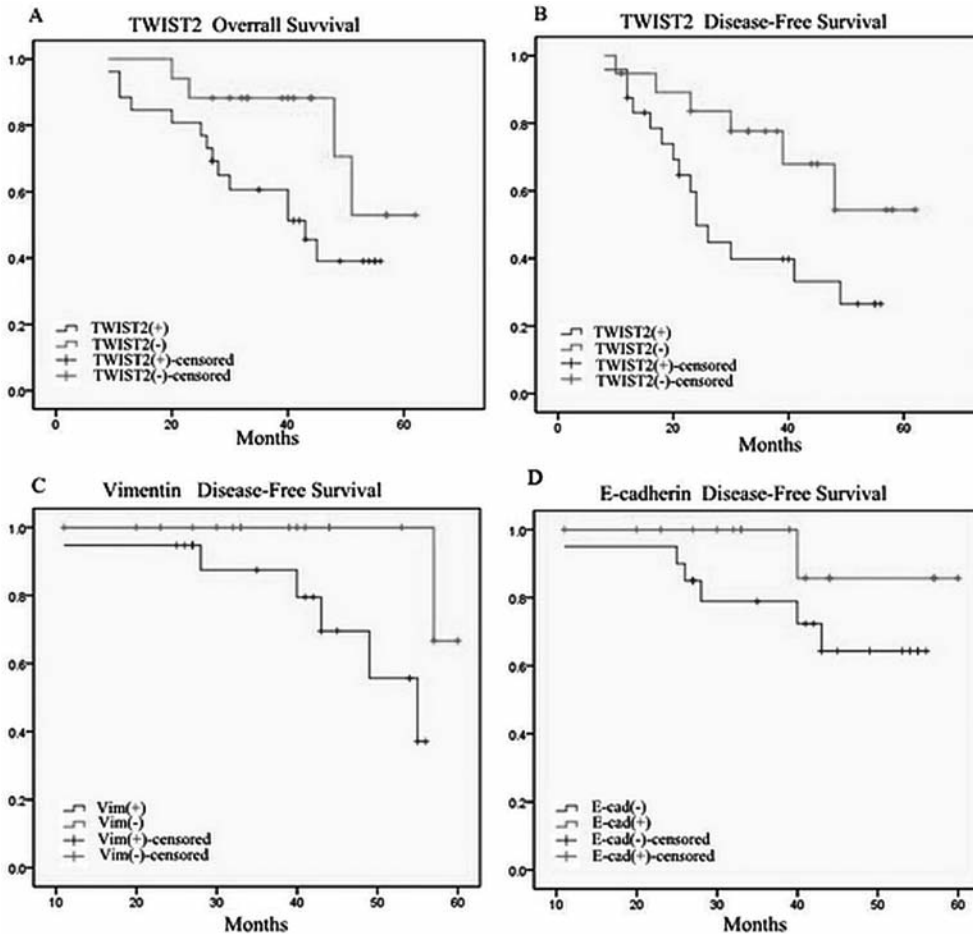 A
TWIST2 Overrall Suvvival
1.0
0.8
0.6
0.4
0.2
0.0
TWIST2(+)
TWIST2(-)
TWIST2(+)-censored
TWIST2(-)-censored
0 20 40 60
Months
B
TWIST2 Disease-Free Survival
1.0
0.8
0.6
0.4
0.2
0.0
TWIST2(+)
TWIST2(-)
TWIST2(+)-censored
TWIST2(-)-censored
0 20 40 60
Months
C
Vimentin Disease-Free Survival
1.0
0.8
0.6
0.4
0.2
0.0
Vim(+)
Vim(-)
Vim(+)-censored
Vim(-)-censored
10 20 30 40 50 60
Months
D
E-cadherin Disease-Free Survival
1.0
0.8
0.6
0.4
0.2
0.0
E-cad(-)
E-cad(+)
E-cad(-)-censored
E-cad(+)-censored
10 20 30 40 50 60
Months